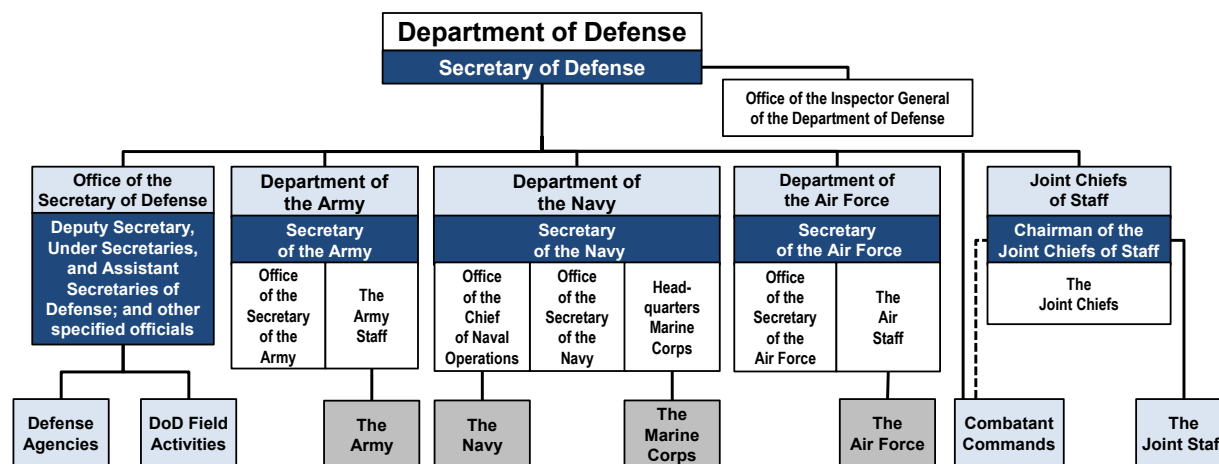 Department of Defense
Secretary of Defense
Office of the Inspector General
of the Department of Defense
Office of the
Secretary of Defense
Deputy Secretary,
Under Secretaries,
and Assistant
Secretaries of
Defense; and other
specified officials
Department of
the Army
Secretary
of the Army
Office
of the
Secretary
of the
Army
The
Army
Staff
Department of
the Navy
Secretary
of the Navy
Office
of the
Chief
of Naval
Operations
Office
of the
Secretary
of the
Navy
Head-
quarters
Marine
Corps
Department of
the Air Force
Secretary
of the Air Force
Office
of the
Secretary
of the
Air Force
The
Air
Staff
Joint Chiefs
of Staff
Chairman of the
Joint Chiefs of Staff
The
Joint Chiefs
Defense
Agencies
DoD Field
Activities
The
Army
The
Navy
The
Marine
Corps
The
Air Force
Combatant
Commands
The
Joint Staf